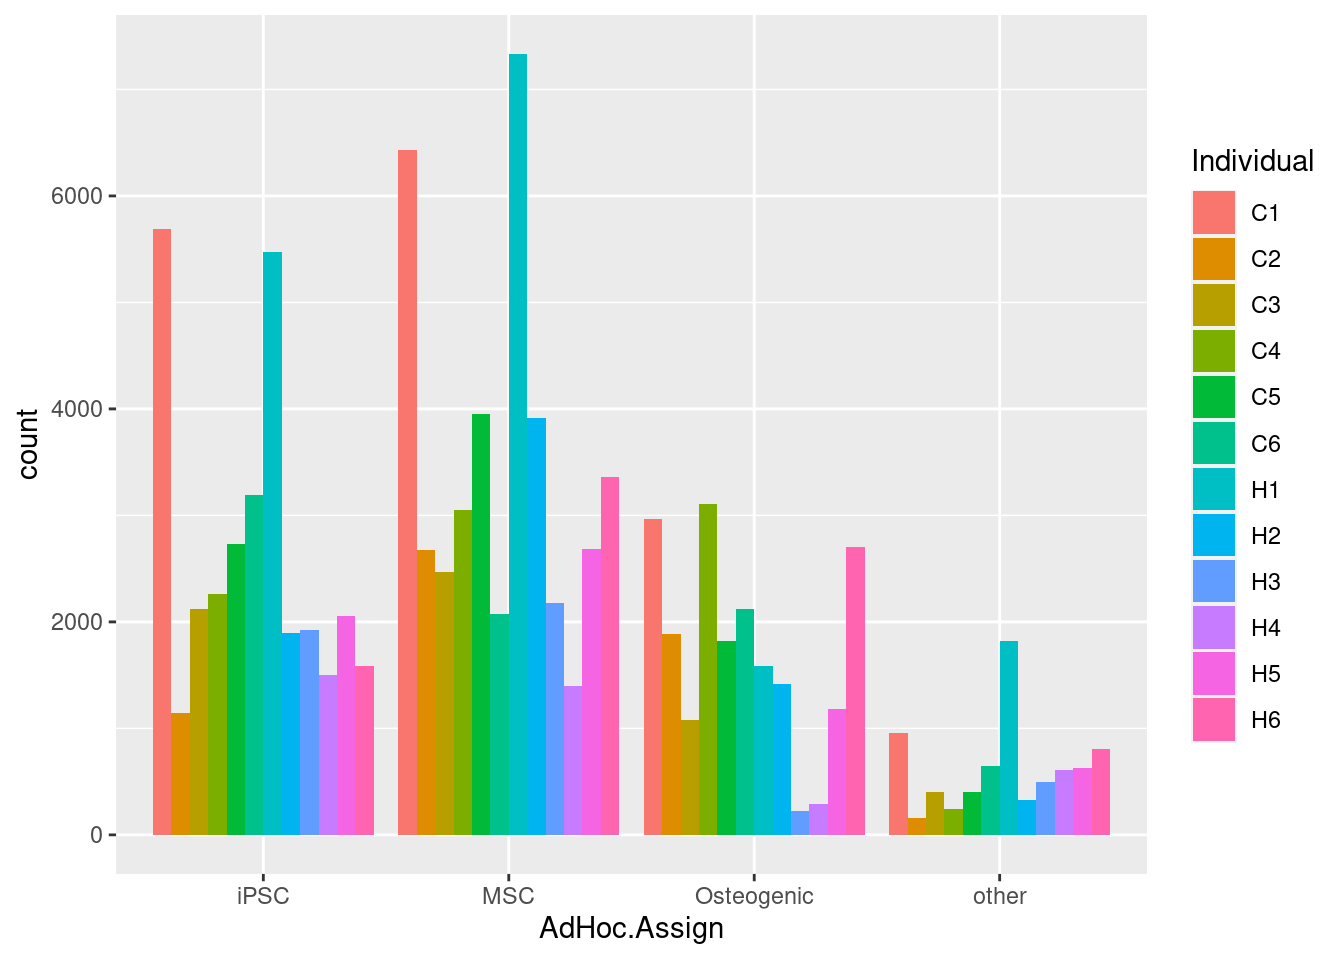 6000
4000
2000
0
count
iPSC
MSC
Osteogenic
other
AdHoc.Assign
Individual
C1
C2
C3
C4
C5
C6
H1
H2
H3
H4
H5
H6